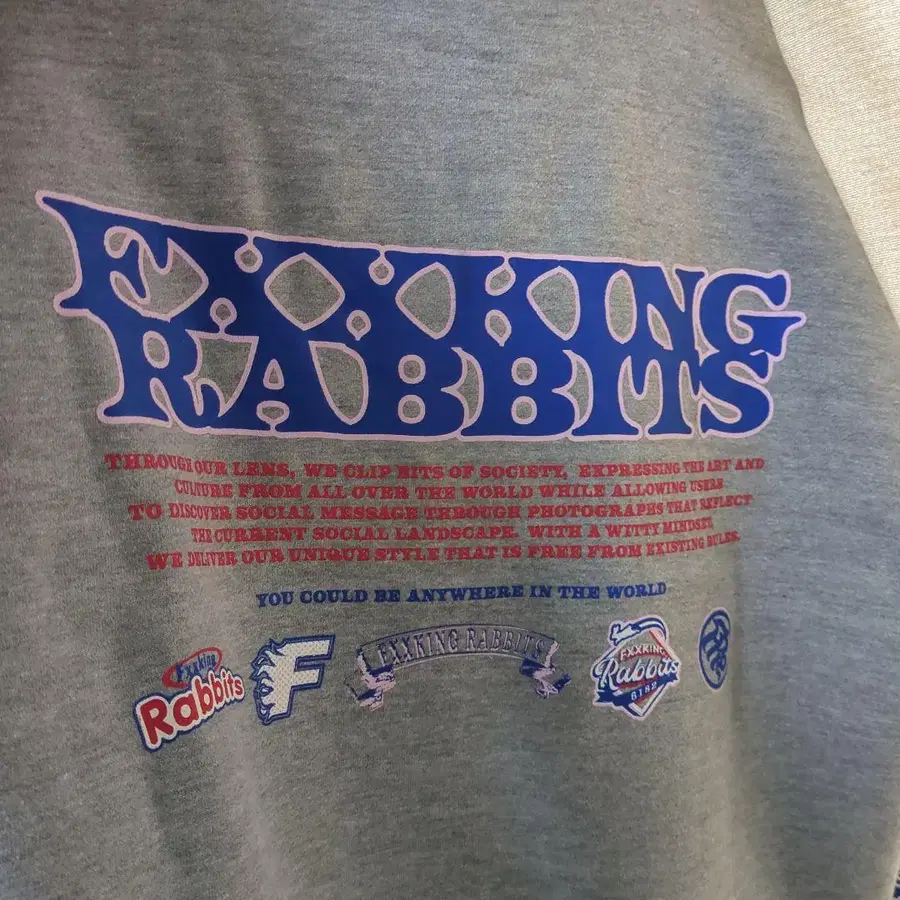 FXXKING
RABBITS
THROUGH OUR LENS, WE CLIP BITS OF SOCIETY, EXPRESSING THE ART AND
CULTURE FROM ALL OVER THE WORLD WHILE ALLOWING USERS
TO DISCOVER SOCIAL MESSAGE THROUGH PHOTOGRAPHS THAT REFLECT
THE CURRENT SOCIAL LANDSCAPE. WITH A WITTY MINDSET,
WE DELIVER OUR UNIQUE STYLE THAT IS FREE FROM EXISTING RULES.
YOU COULD BE ANYWHERE IN THE WORLD
Fxxking
Rabbits
F
FXXKING RABBITS
FXXKING
Rabbits
6182